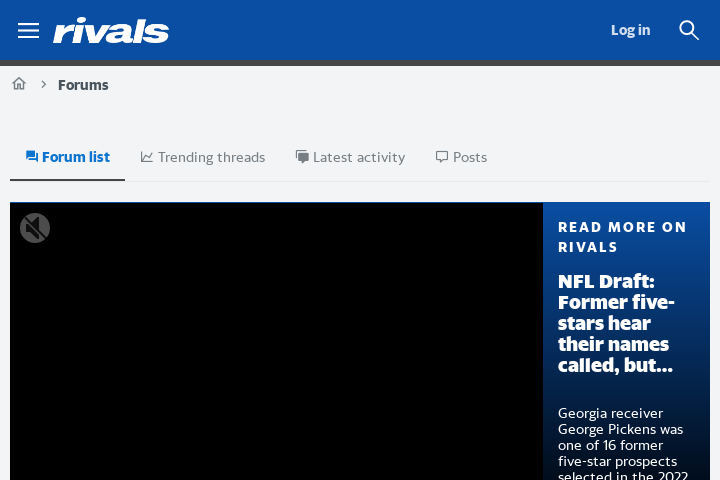 rivals
Log in
Forums
Forum list
Trending threads
Latest activity
Posts
READ MORE ON
RIVALS
NFL Draft:
Former five-
stars hear
their names
called, but...
Georgia receiver
George Pickens was
one of 16 former
five-star prospects
selected in the 2022